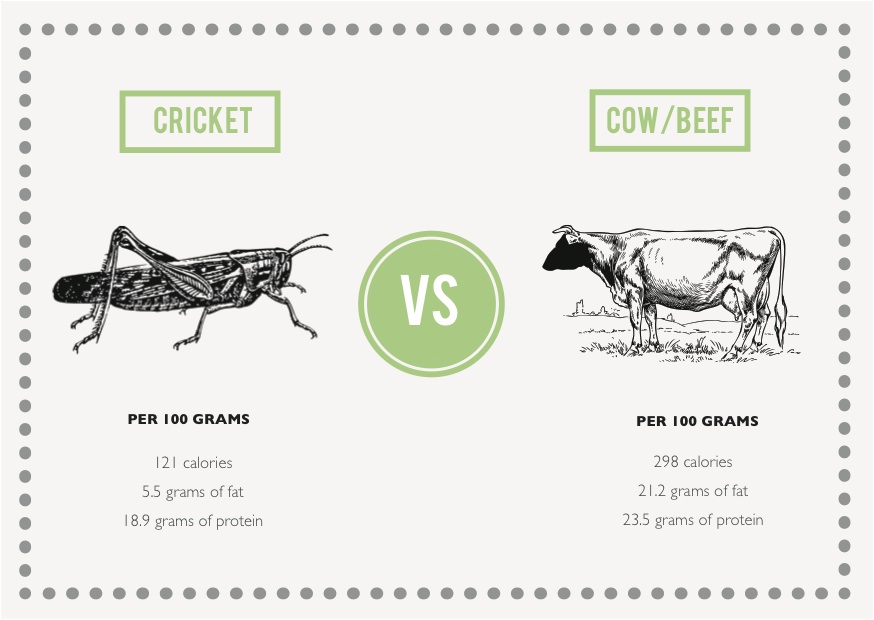 CRICKET
COW/BEEF
VS
PER 100 GRAMS
121 calories
5.5 grams of fat
18.9 grams of protein
PER 100 GRAMS
298 calories
21.2 grams of fat
23.5 grams of protein